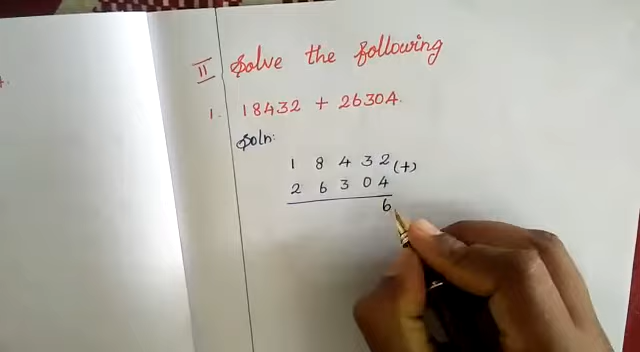 II Solve the following
1. 18432 + 26304.
Soln:
1 8 4 3 2 (+)
2 6 3 0 4
6